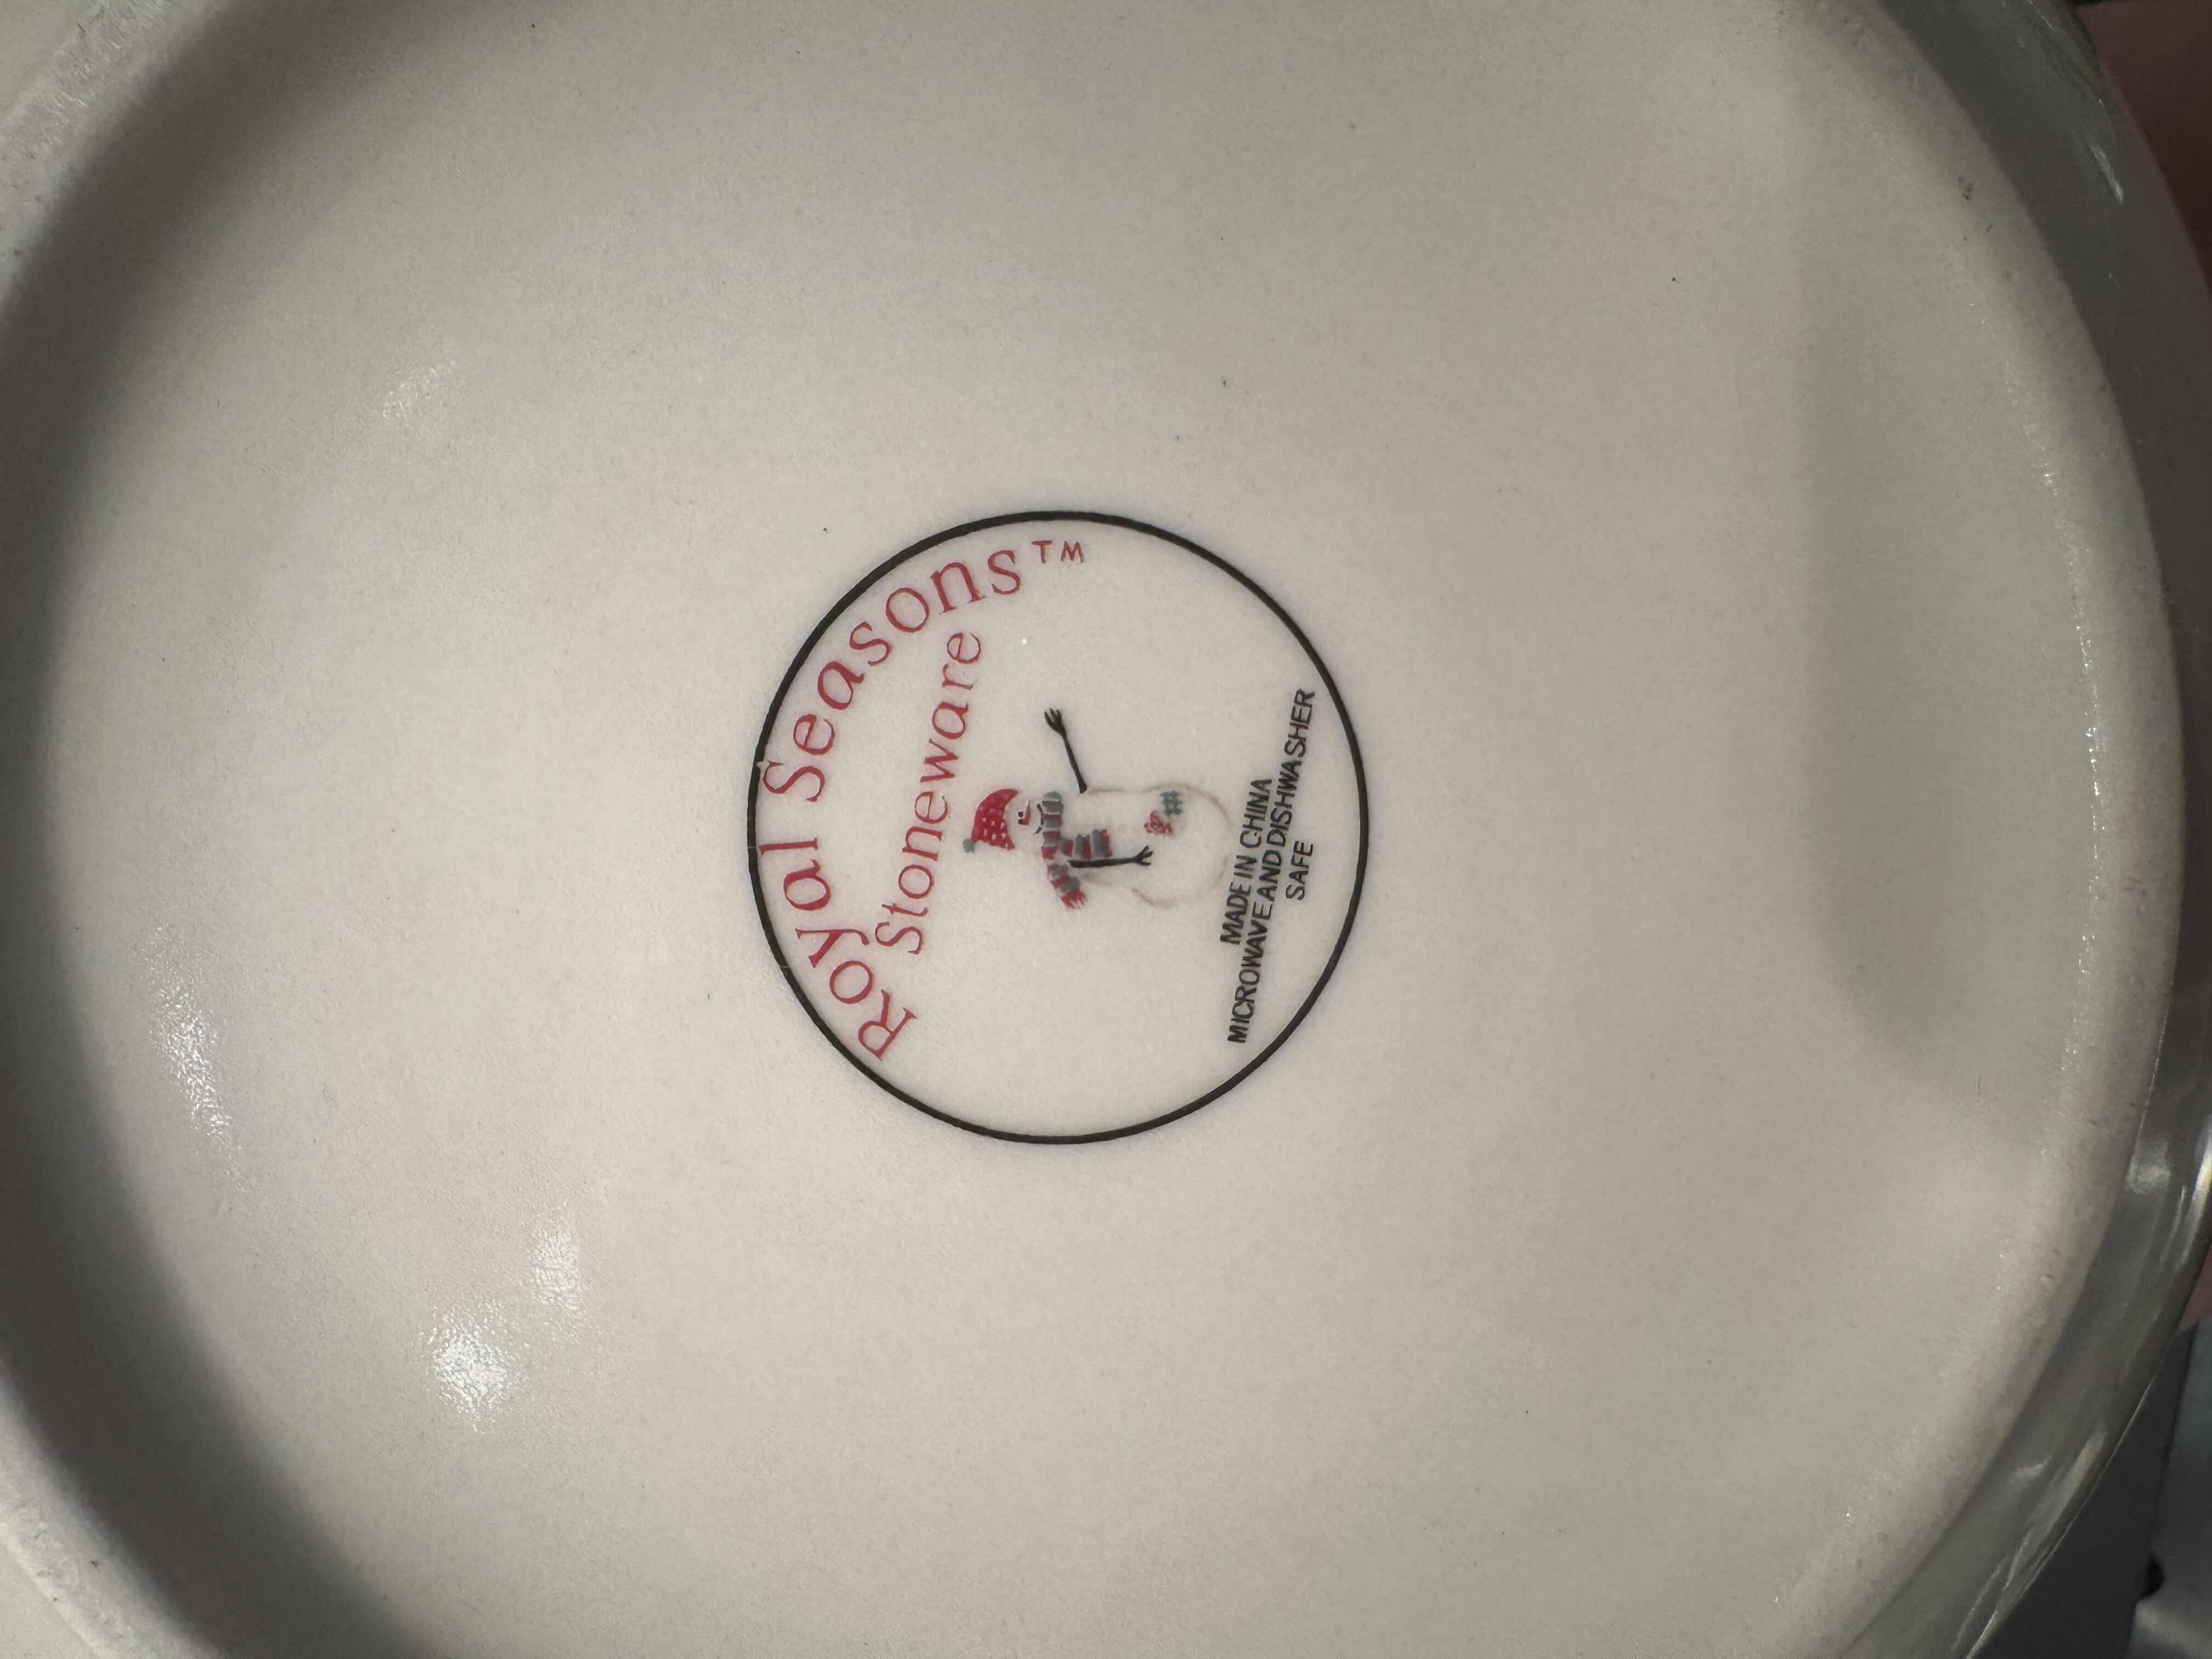 Royal Seasons™
Stoneware
MADE IN CHINA
MICROWAVE AND DISHWASHER
SAFE